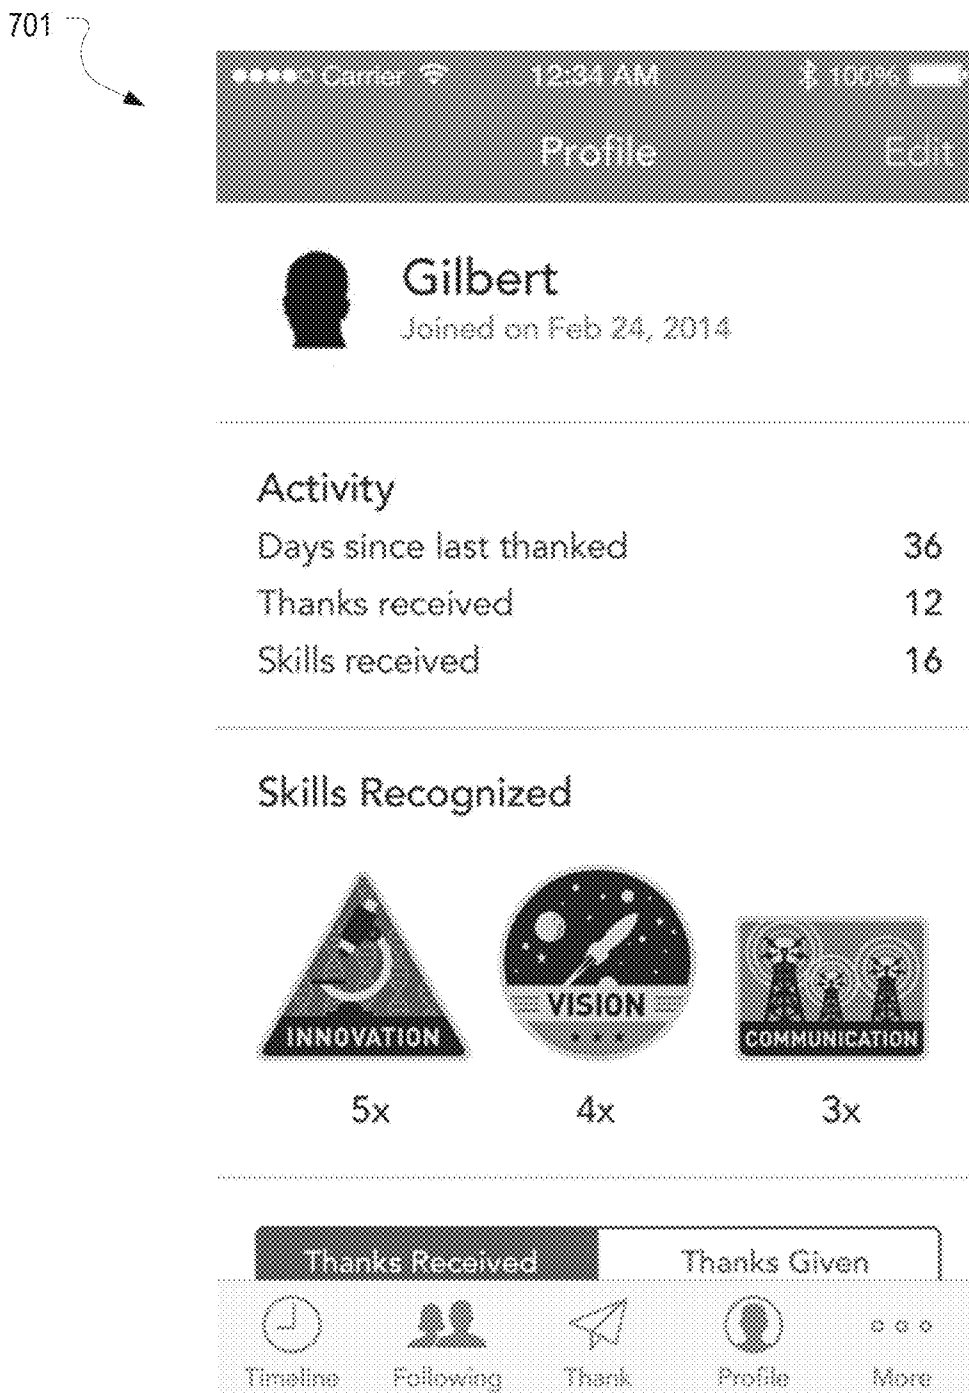 701
Carrier 12:34 AM 100%
Profile Edit
Gilbert
Joined on Feb 24, 2014
Activity
Days since last thanked 36
Thanks received 12
Skills received 16
Skills Recognized
INNOVATION VISION COMMUNICATION
5x 4x 3x
Thanks Received Thanks Given
Timeline Following Thank Profile More